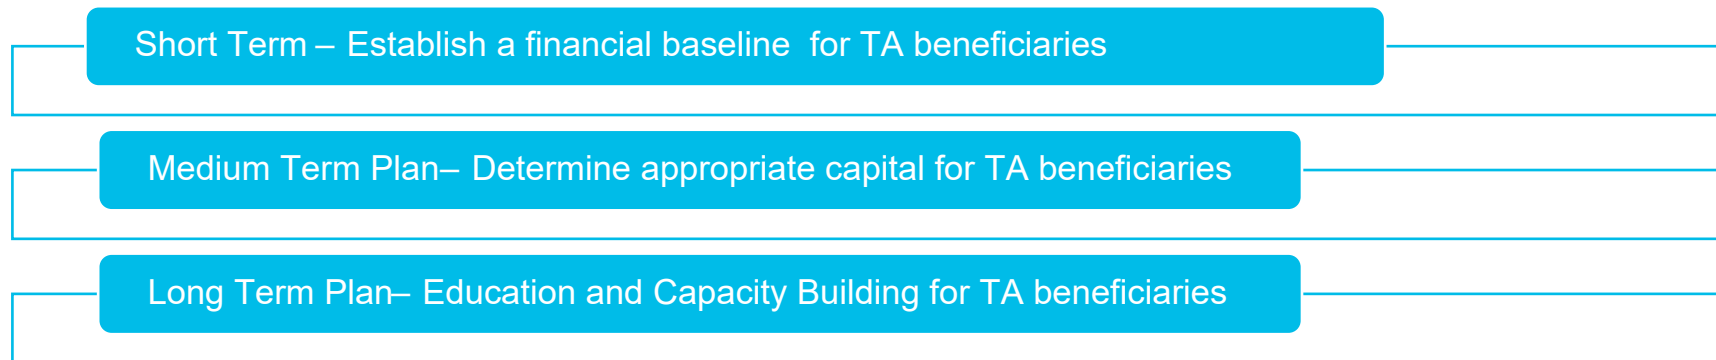 Short Term – Establish a financial baseline  for TA beneficiaries
Medium Term Plan– Determine appropriate capital for TA beneficiaries
Long Term Plan– Education and Capacity Building for TA beneficiaries